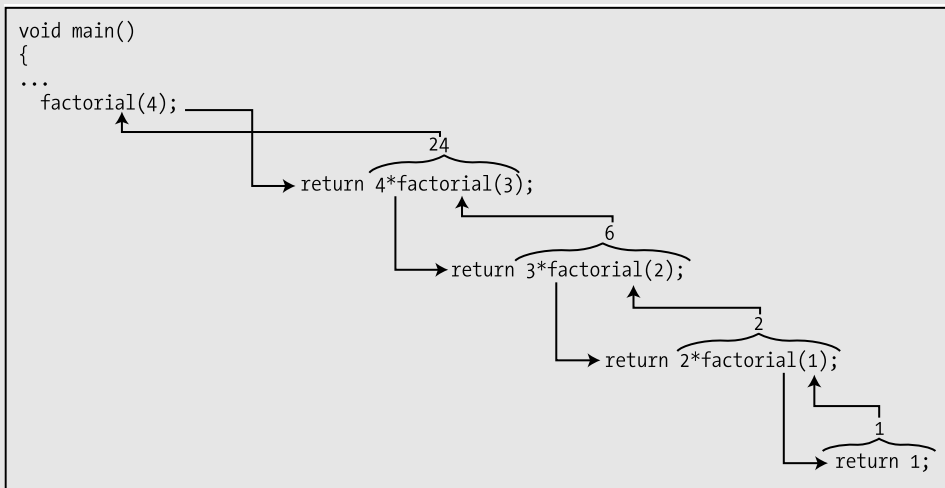 void main()
{
...
factorial(4);
24
return 4*factorial(3);
6
return 3*factorial(2);
2
return 2*factorial(1);
1
return 1;